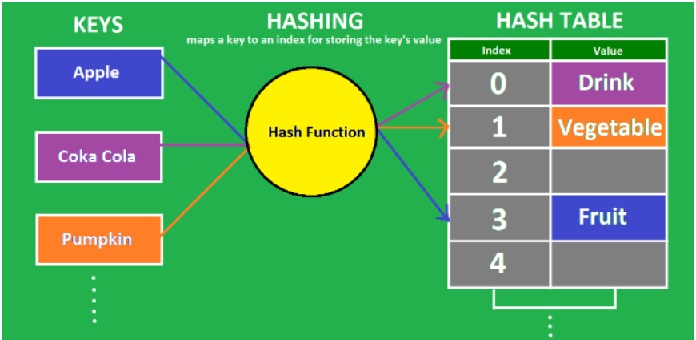 KEYS
HASHING
maps a key to an index for storing the key's value
HASH TABLE
Apple
Coka Cola
Pumpkin
Hash Function
Index Value
0 Drink
1 Vegetable
2
3 Fruit
4